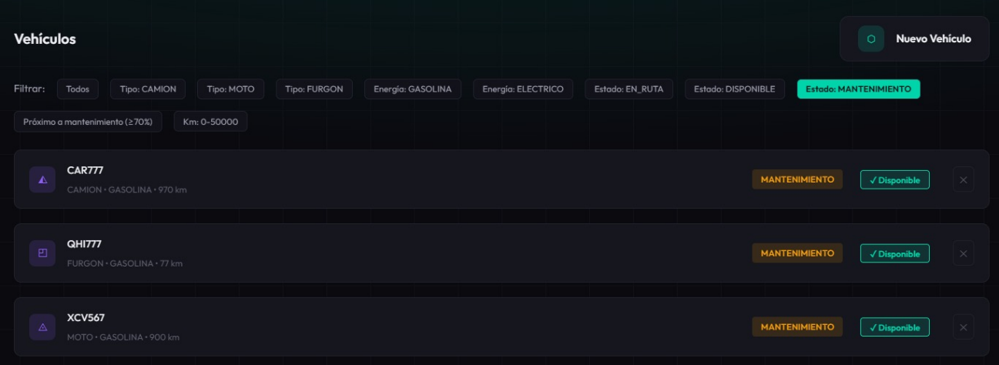 Vehículos
Nuevo Vehículo
Filtrar: Todos Tipo: CAMION Tipo: MOTO Tipo: FURGON Energía: GASOLINA Energía: ELECTRICO Estado: EN_RUTA Estado: DISPONIBLE Estado: MANTENIMIENTO
Próximo a mantenimiento (≥70%) Km: 0-50000
CAR777
CAMION • GASOLINA • 970 km
MANTENIMIENTO ✓ Disponible ×
QHI777
FURGON • GASOLINA • 77 km
MANTENIMIENTO ✓ Disponible ×
XCV567
MOTO • GASOLINA • 900 km
MANTENIMIENTO ✓ Disponible ×